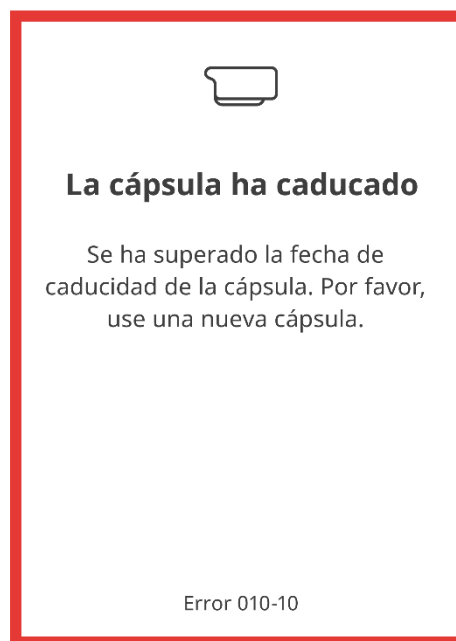 La cápsula ha caducado
Se ha superado la fecha de
caducidad de la cápsula. Por favor,
use una nueva cápsula.
Error 010-10